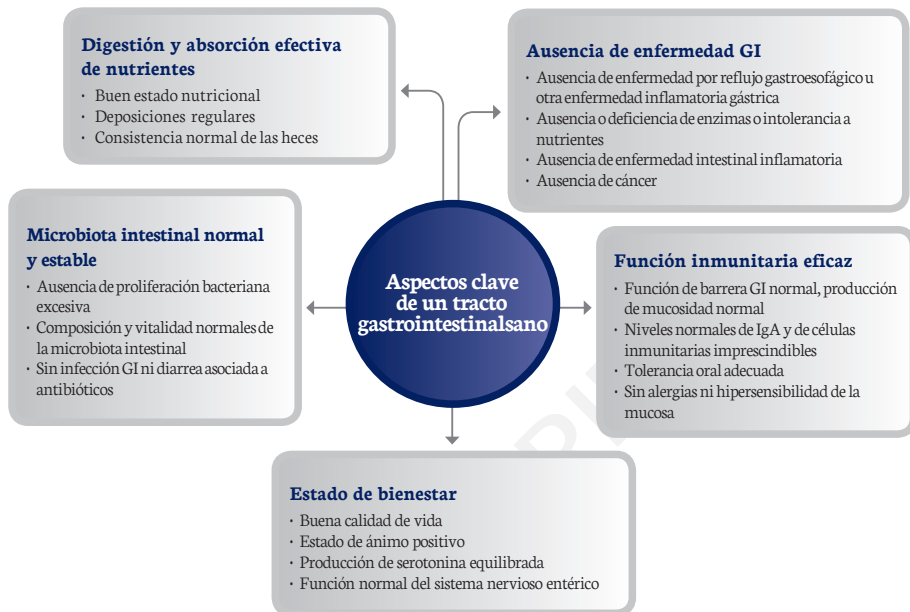 Digestión y absorción efectiva
de nutrientes
· Buen estado nutricional
· Deposiciones regulares
· Consistencia normal de las heces
Ausencia de enfermedad GI
· Ausencia de enfermedad por reflujo gastroesofágico u
otra enfermedad inflamatoria gástrica
· Ausencia o deficiencia de enzimas o intolerancia a
nutrientes
· Ausencia de enfermedad intestinal inflamatoria
· Ausencia de cáncer
Microbiota intestinal normal
y estable
· Ausencia de proliferación bacteriana
excesiva
· Composición y vitalidad normales de
la microbiota intestinal
· Sin infección GI ni diarrea asociada a
antibióticos
Aspectos clave
de un tracto
gastrointestinalsano
Función inmunitaria eficaz
· Función de barrera GI normal, producción
de mucosidad normal
· Niveles normales de IgA y de células
inmunitarias imprescindibles
· Tolerancia oral adecuada
· Sin alergias ni hipersensibilidad de la
mucosa
Estado de bienestar
· Buena calidad de vida
· Estado de ánimo positivo
· Producción de serotonina equilibrada
· Función normal del sistema nervioso entérico